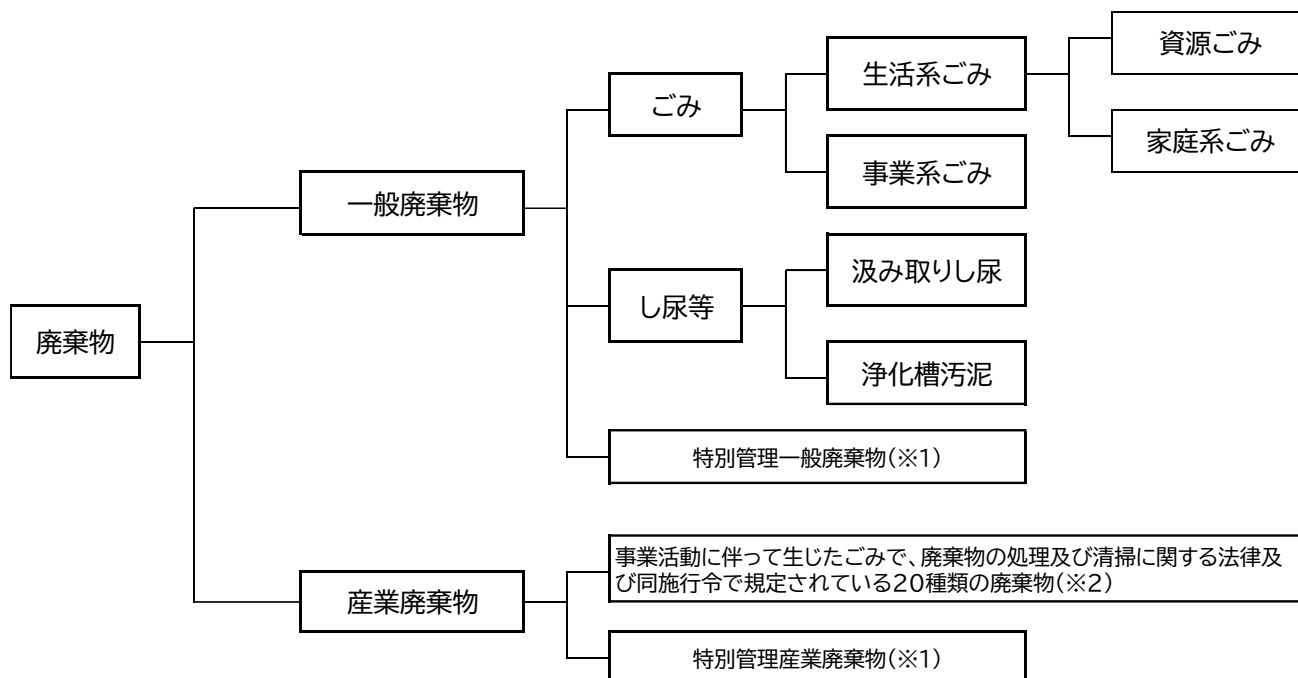 資源ごみ
生活系ごみ
ごみ
家庭系ごみ
事業系ごみ
一般廃棄物
汲み取りし尿
し尿等
廃棄物
浄化槽汚泥
特別管理一般廃棄物(※1)
事業活動に伴って生じたごみで、廃棄物の処理及び清掃に関する法律及
び同施行令で規定されている20種類の廃棄物(※2)
産業廃棄物
特別管理産業廃棄物(※1)